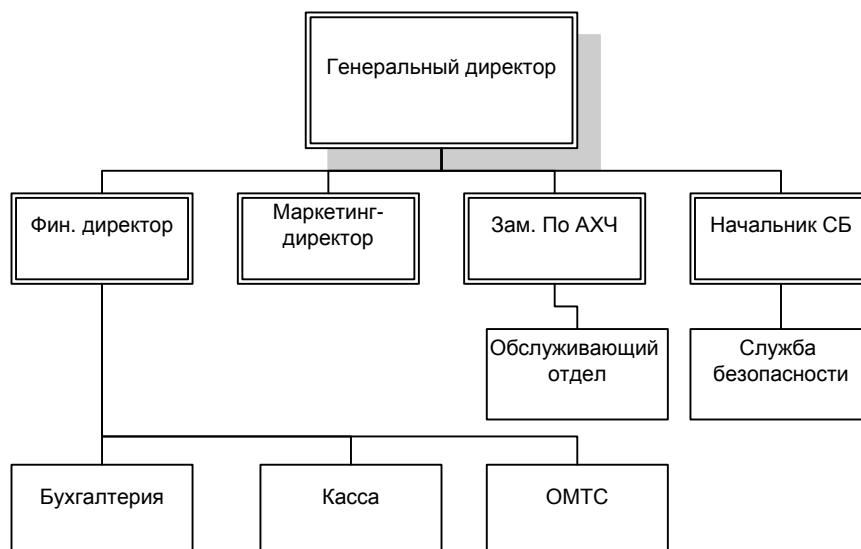 Генеральный директор
Фин. директор
Маркетинг-
директор
Зам. По АХЧ
Начальник СБ
Обслуживающий
отдел
Служба
безопасности
Бухгалтерия
Касса
ОМТС